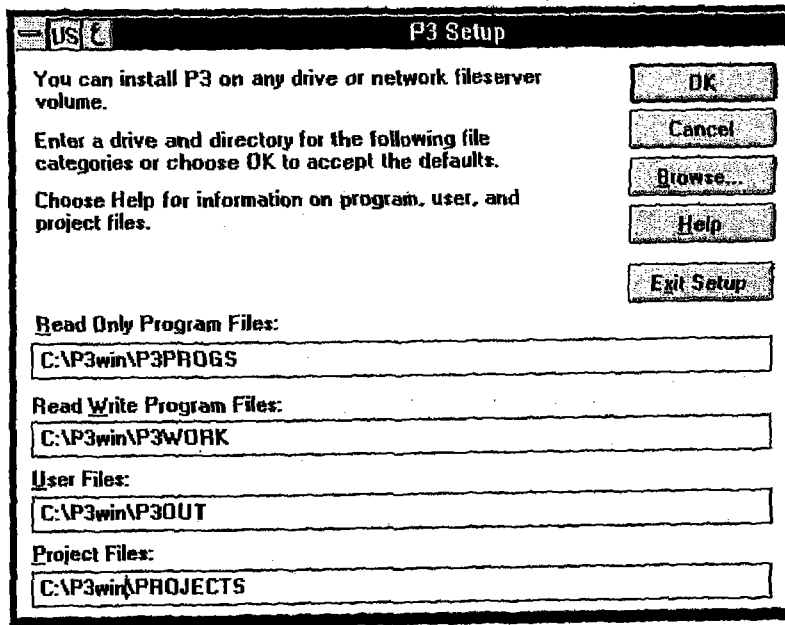 US
P3 Setup
You can install P3 on any drive or network fileserver
volume.
Enter a drive and directory for the following file
categories or choose OK to accept the defaults.
Choose Help for information on program, user, and
project files.
OK
Cancel
Browse...
Help
Exit Setup
Read Only Program Files:
C:\P3win\P3PROGS
Read Write Program Files:
C:\P3win\P3WORK
User Files:
C:\P3win\P3OUT
Project Files:
C:\P3win\PROJECTS